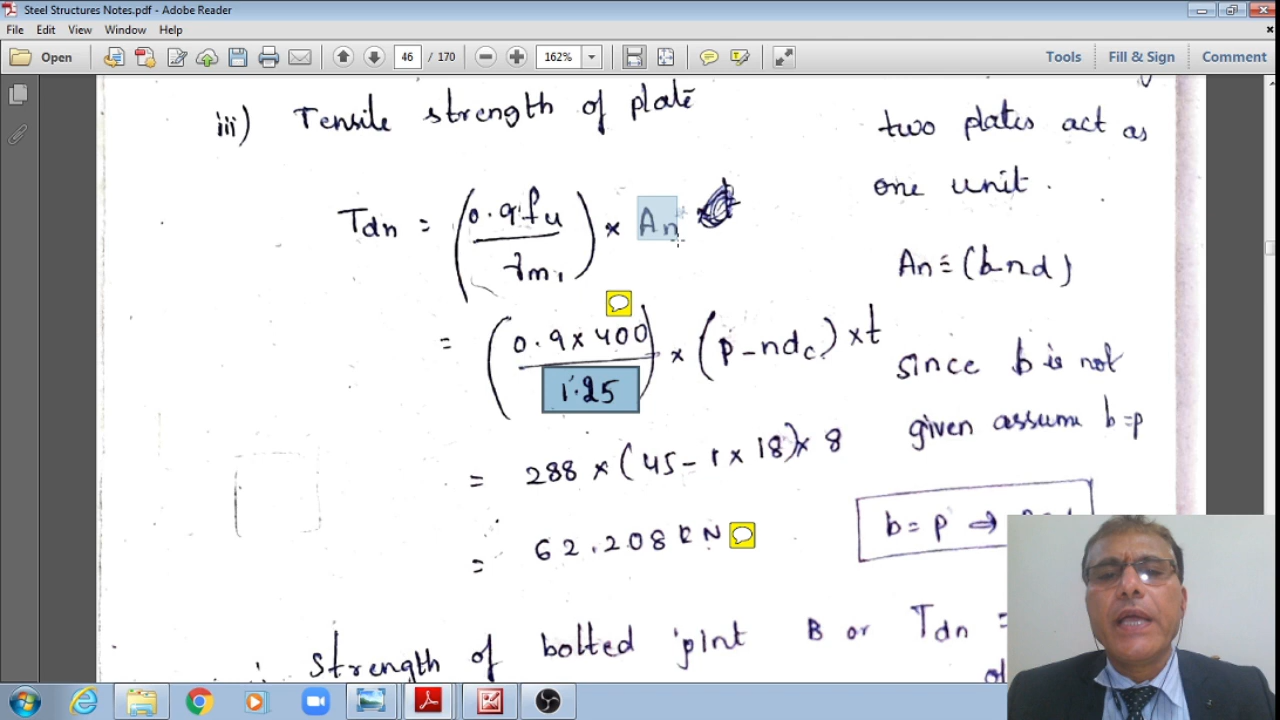 Steel Structures Notes.pdf - Adobe Reader
File Edit View Window Help
Open 46 / 170 162% Tools Fill & Sign Comment
iii) Tensile strength of plate
two plates act as
one unit.
Tdn = (0.9fu / γm1) × An
An = (b-nd)
= (0.9×400 / 1.25) × (p-ndc) × t
since b is not
given assume b=p
= 288 × (45-1×18) × 8
b=p ⇒
= 62.208 KN
strength of bolted joint B or Tdn =